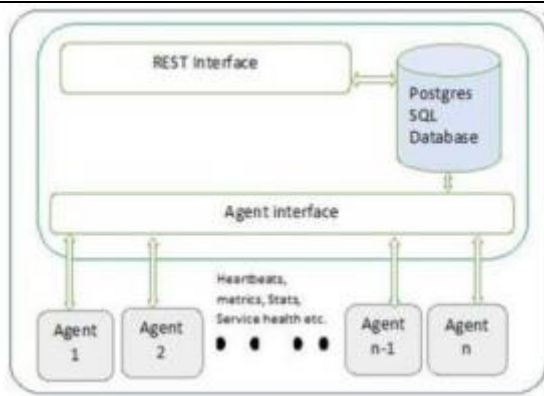 REST Interface
Postgres
SQL
Database
Agent interface
Heartbeats,
metrics, Stats,
Service health etc.
Agent
1
Agent
2
Agent
n-1
Agent
n